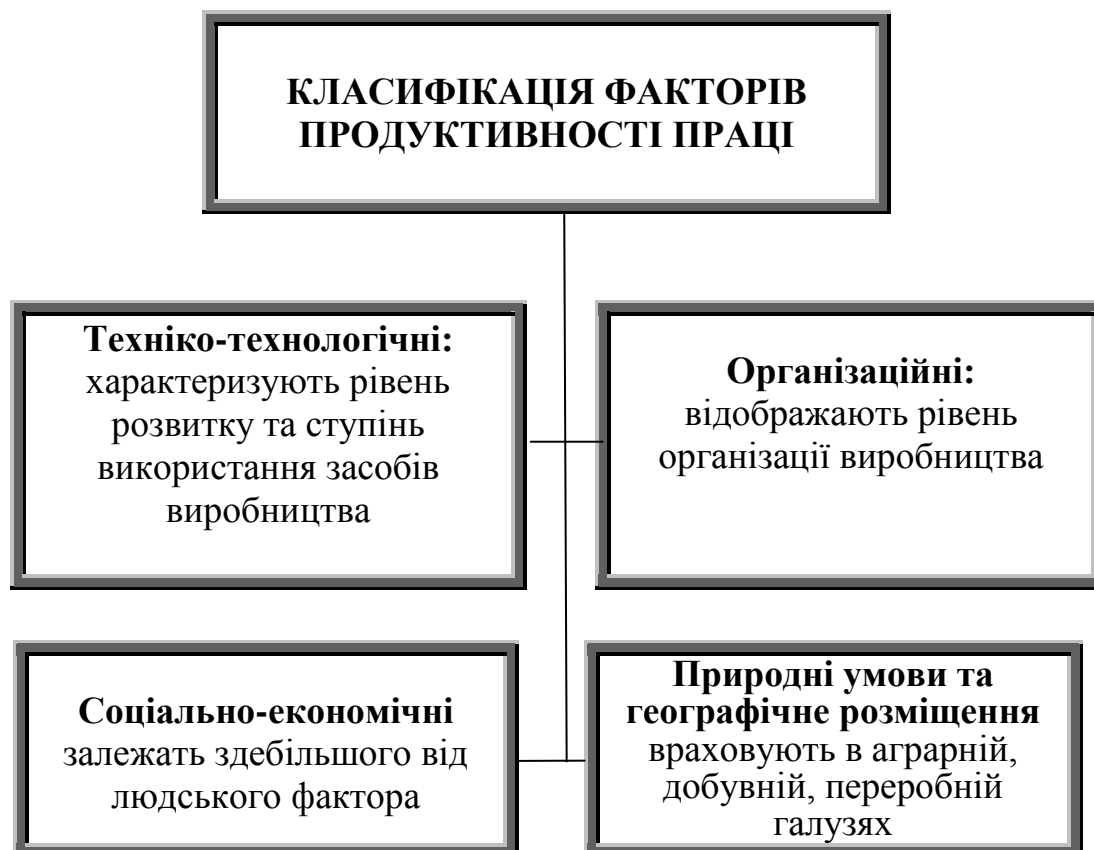 КЛАСИФІКАЦІЯ ФАКТОРІВ
ПРОДУКТИВНОСТІ ПРАЦІ
Техніко-технологічні:
характеризують рівень
розвитку та ступінь
використання засобів
виробництва
Організаційні:
відображають рівень
організації виробництва
Соціально-економічні
залежать здебільшого від
людського фактора
Природні умови та
географічне розміщення
враховують в аграрній,
добувній, переробній
галузях